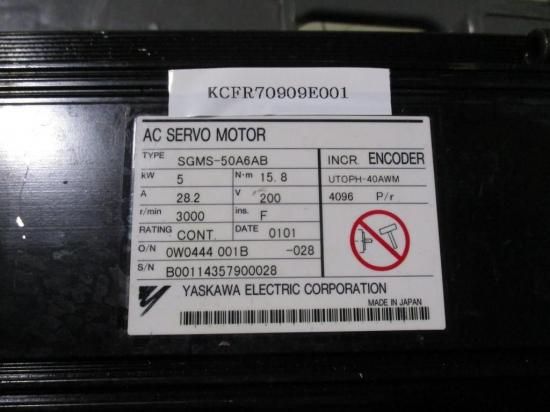 KCFR70909E001
AC SERVO MOTOR
TYPE SGMS-50A6AB
kW 5 N·m 15.8
A 28.2 V 200
r/min 3000 ins. F
RATING CONT. DATE 0101
O/N 0W0444 001B -028
S/N B00114357900028
INCR. ENCODER
UTOPH-40AWM
4096 P/r
YASKAWA ELECTRIC CORPORATION
MADE IN JAPAN